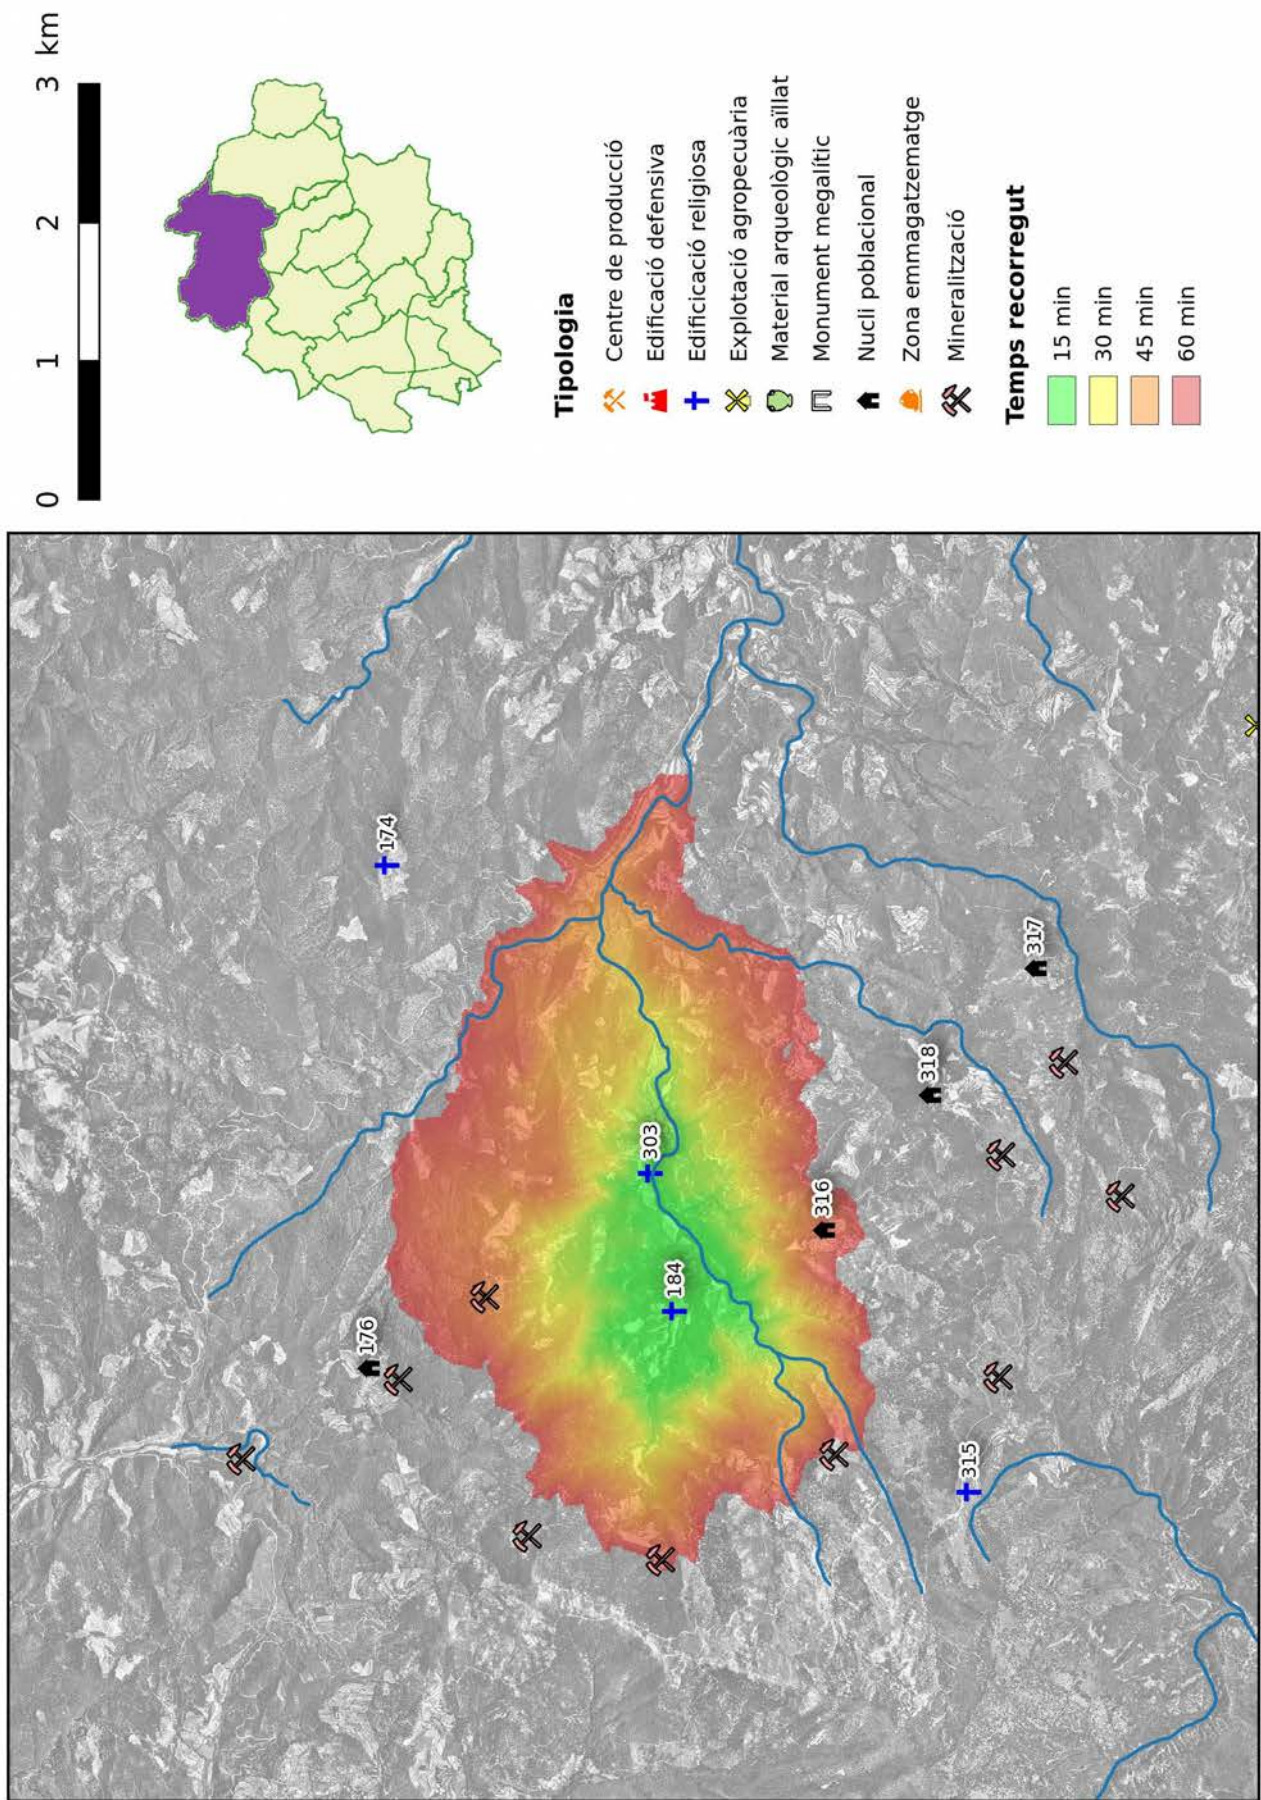 0 1 2 3 km
Tipologia
Centre de producció
Edificació defensiva
Edificicació religiosa
Explotació agropecuària
Material arqueològic aïllat
Monument megalític
Nucli poblacional
Zona emmagatzematge
Mineralització
Temps recorregut
15 min
30 min
45 min
60 min
176
174
303
184
316
318
315
317